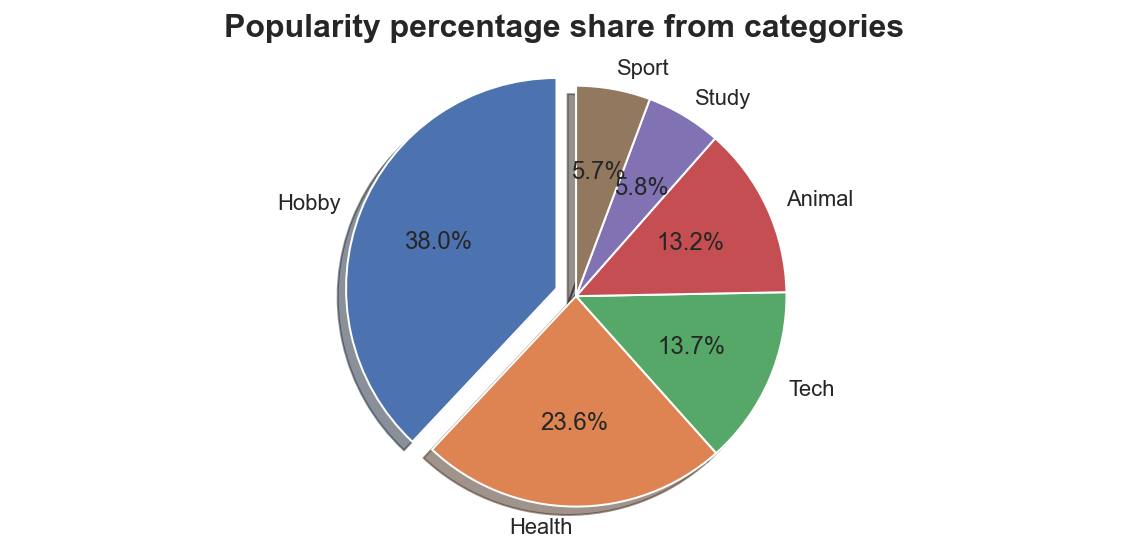 Popularity percentage share from categories
Sport
Study
5.7%
5.8%
Hobby
Animal
38.0%
13.2%
13.7%
Tech
23.6%
Health